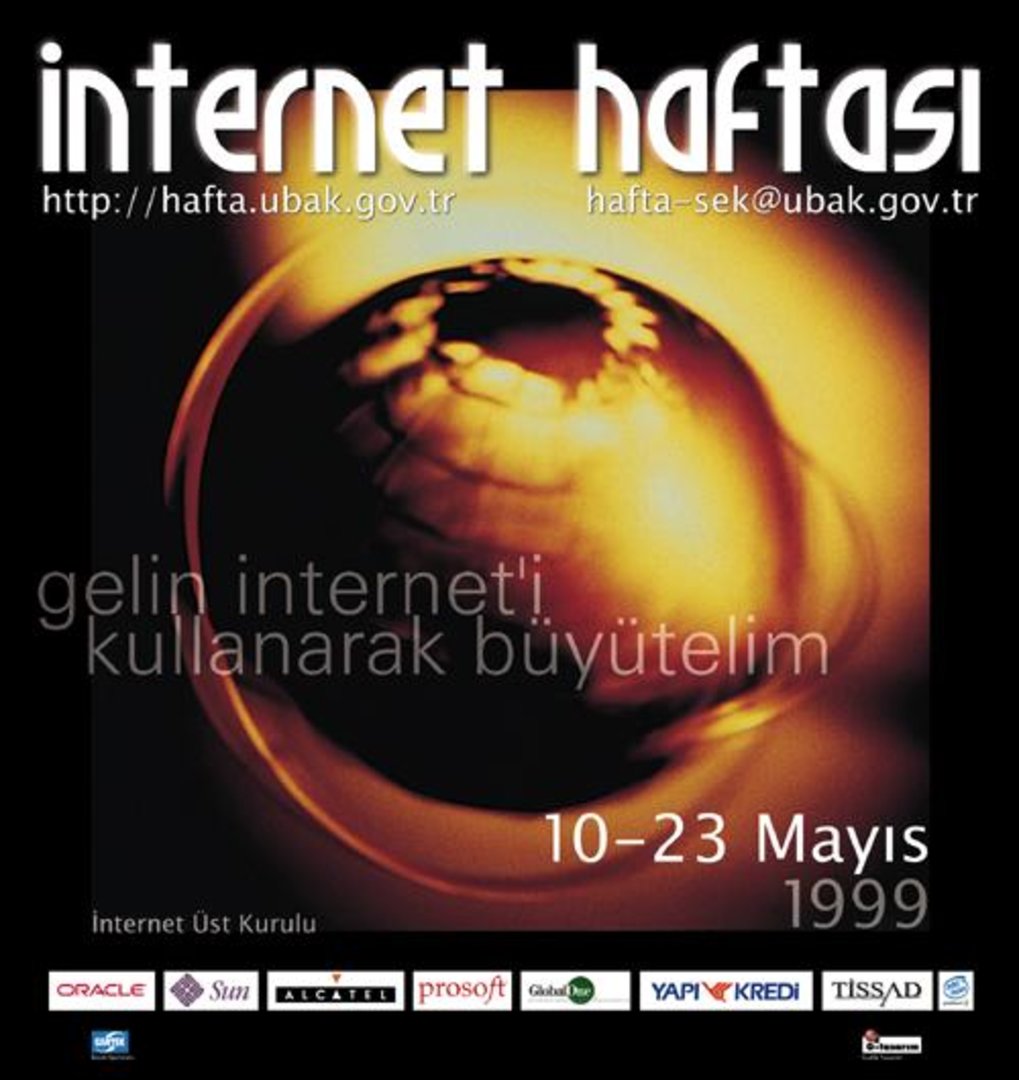 internet haftası
http://hafta.ubak.gov.tr hafta-sek@ubak.gov.tr
gelin internet'i
kullanarak büyütelim
10-23 Mayıs
1999
İnternet Üst Kurulu
ORACLE Sun ALCATEL prosoft GlobalOne YAPI KREDİ TİSSAD